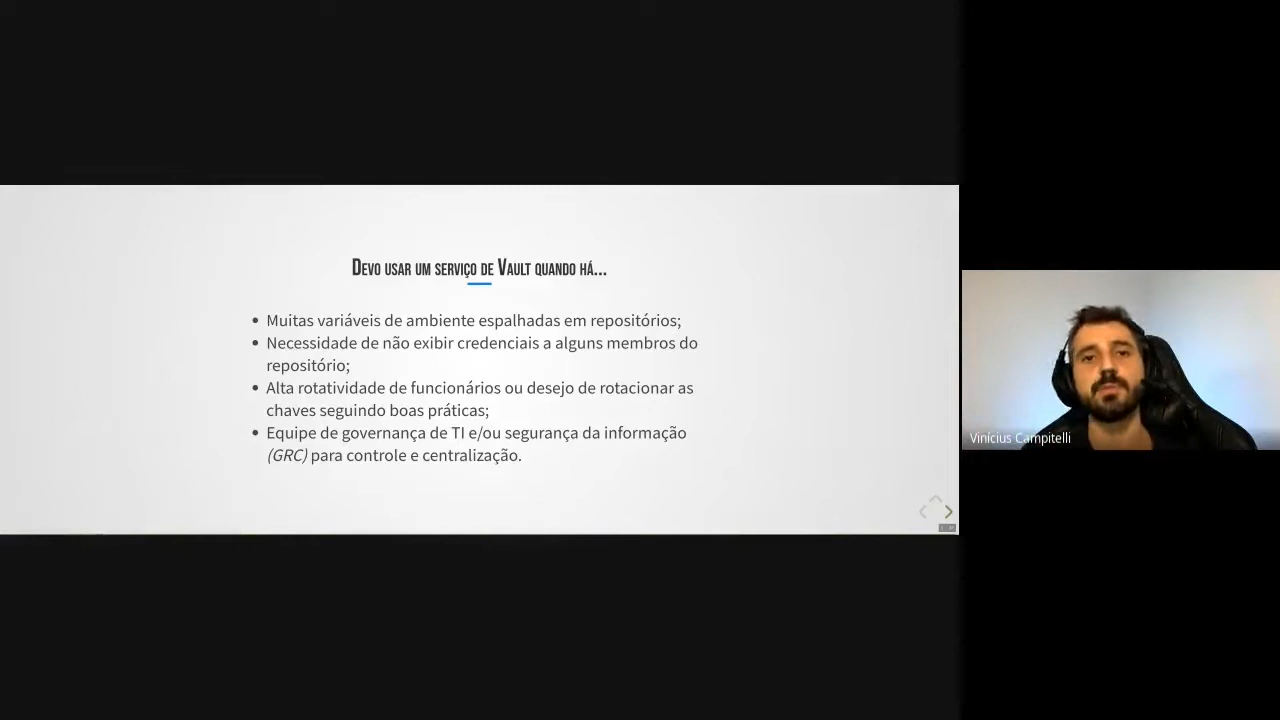 Devo usar um serviço de Vault quando há...
Muitas variáveis de ambiente espalhadas em repositórios;
Necessidade de não exibir credenciais a alguns membros do
repositório;
Alta rotatividade de funcionários ou desejo de rotacionar as
chaves seguindo boas práticas;
Equipe de governança de TI e/ou segurança da informação
(GRC) para controle e centralização.
Vinícius Campitelli